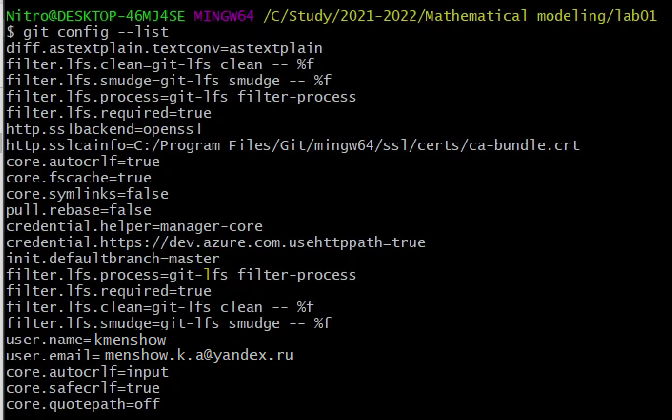 Nitro@DESKTOP-46MJ4SE MINGW64 /C/Study/2021-2022/Mathematical modeling/lab01
$ git config --list
diff.astextplain.textconv=astextplain
filter.lfs.clean=git-lfs clean -- %f
filter.lfs.smudge=git-lfs smudge -- %f
filter.lfs.process=git-lfs filter-process
filter.lfs.required=true
http.sslbackend=openssl
http.sslcainfo=C:/Program Files/Git/mingw64/ssl/certs/ca-bundle.crt
core.autocrlf=true
core.fscache=true
core.symlinks=false
pull.rebase=false
credential.helper=manager-core
credential.https://dev.azure.com.usehttppath=true
init.defaultbranch=master
filter.lfs.process=git-lfs filter-process
filter.lfs.required=true
filter.lfs.clean=git-lfs clean -- %f
filter.lfs.smudge=git-lfs smudge -- %f
user.name=kmenshow
user.email=menshow.k.a@yandex.ru
core.autocrlf=input
core.safecrlf=true
core.quotepath=off